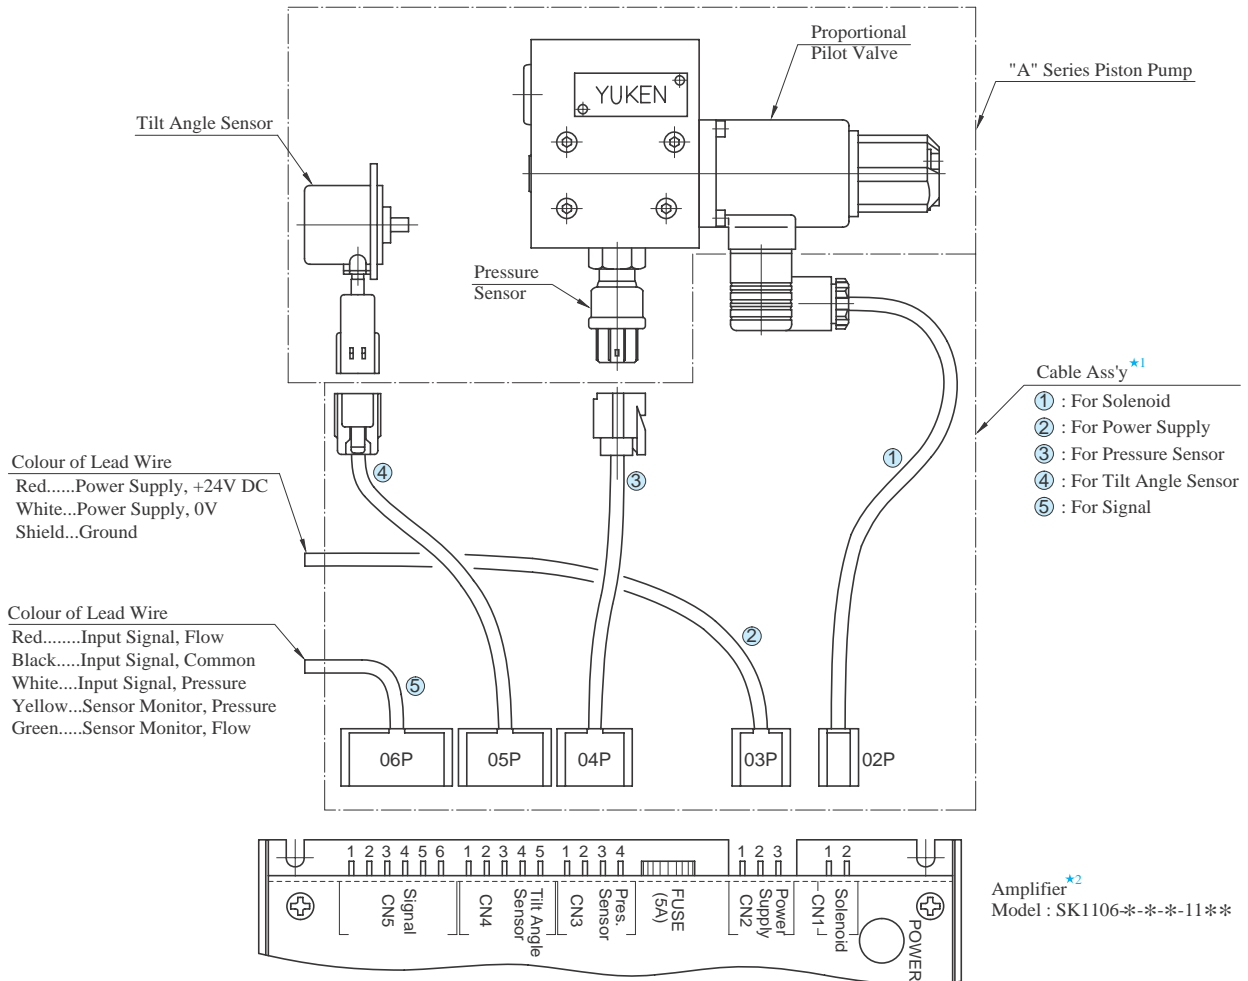 Proportional
Pilot Valve
"A" Series Piston Pump
YUKEN
Tilt Angle Sensor
Pressure
Sensor
Cable Ass'y ★1
1 : For Solenoid
2 : For Power Supply
3 : For Pressure Sensor
4 : For Tilt Angle Sensor
5 : For Signal
1
4
3
Colour of Lead Wire
Red......Power Supply, +24V DC
White...Power Supply, 0V
Shield...Ground
Colour of Lead Wire
Red........Input Signal, Flow
Black.....Input Signal, Common
White....Input Signal, Pressure
Yellow...Sensor Monitor, Pressure
Green.....Sensor Monitor, Flow
2
5
06P
05P
04P
03P
02P
1 2 3 4 5 6
1 2 3 4 5
1 2 3 4
1 2 3
1 2
Signal
CN5
Tilt Angle
Sensor
CN4
Pres.
Sensor
CN3
FUSE
(5A)
Power
Supply
CN2
Solenoid
CN1
POWER
Amplifier ★2
Model : SK1106-*-*-*-11**